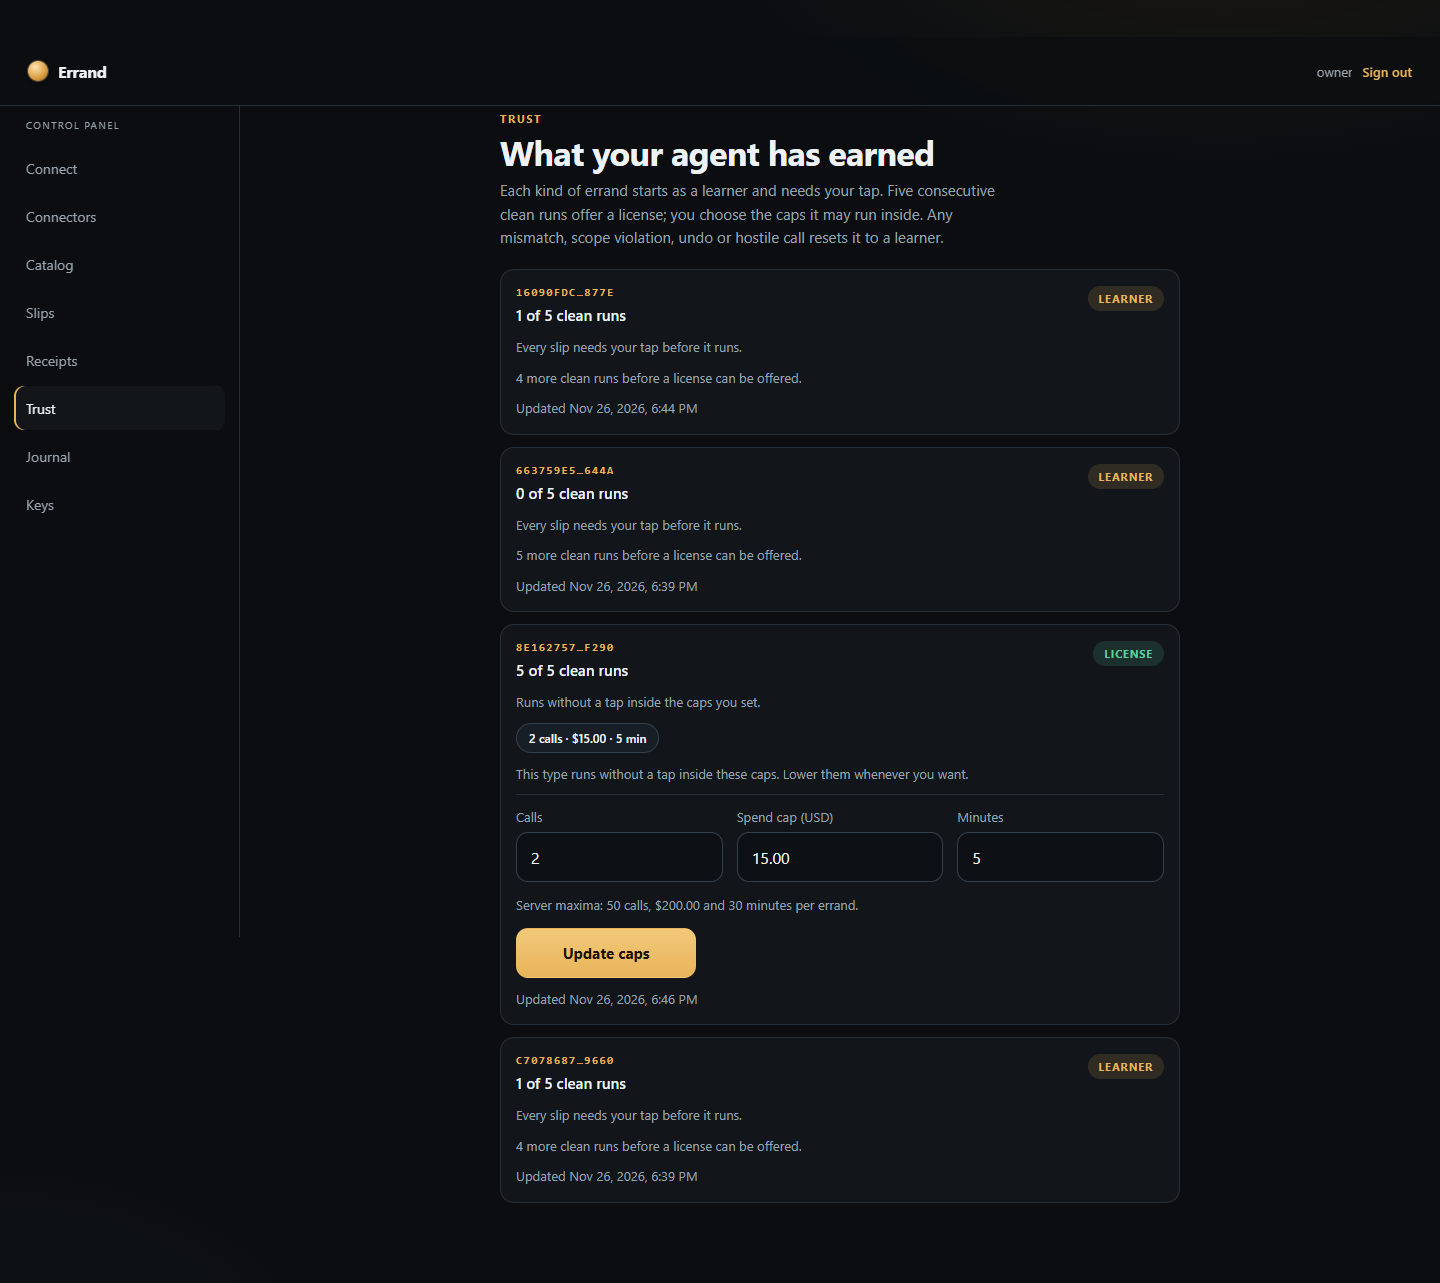 Errand
owner Sign out
CONTROL PANEL
Connect
Connectors
Catalog
Slips
Receipts
Trust
Journal
Keys
TRUST
What your agent has earned
Each kind of errand starts as a learner and needs your tap. Five consecutive
clean runs offer a license; you choose the caps it may run inside. Any
mismatch, scope violation, undo or hostile call resets it to a learner.
16090FDC…877E
LEARNER
1 of 5 clean runs
Every slip needs your tap before it runs.
4 more clean runs before a license can be offered.
Updated Nov 26, 2026, 6:44 PM
663759E5…644A
LEARNER
0 of 5 clean runs
Every slip needs your tap before it runs.
5 more clean runs before a license can be offered.
Updated Nov 26, 2026, 6:39 PM
8E162757…F290
LICENSE
5 of 5 clean runs
Runs without a tap inside the caps you set.
2 calls · $15.00 · 5 min
This type runs without a tap inside these caps. Lower them whenever you want.
Calls Spend cap (USD) Minutes
2 15.00 5
Server maxima: 50 calls, $200.00 and 30 minutes per errand.
Update caps
Updated Nov 26, 2026, 6:46 PM
C7078687…9660
LEARNER
1 of 5 clean runs
Every slip needs your tap before it runs.
4 more clean runs before a license can be offered.
Updated Nov 26, 2026, 6:39 PM